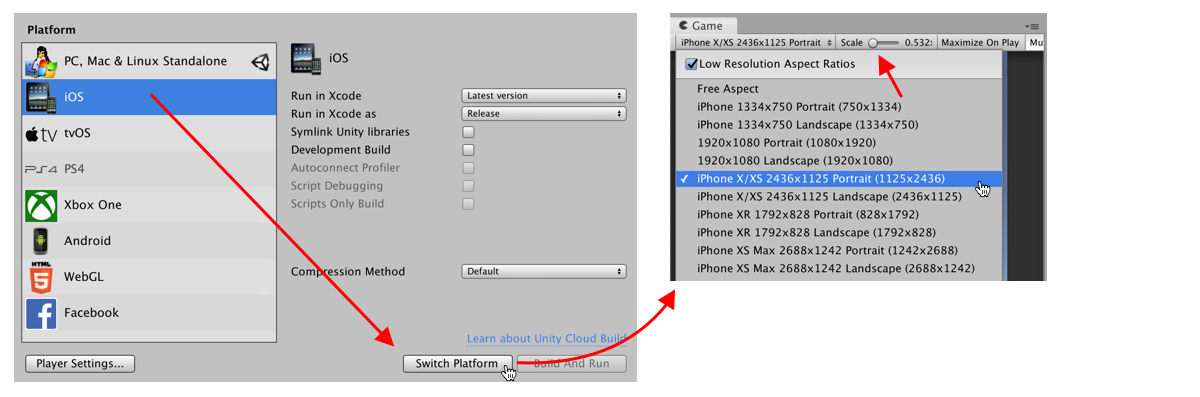 Platform
PC, Mac & Linux Standalone
iOS
tv
tvOS
PS4
PS4
Xbox One
Android
HTML
5
WebGL
f
Facebook
Player Settings...
iOS
Run in Xcode
Latest version
Run in Xcode as
Release
Symlink Unity libraries
Development Build
Autoconnect Profiler
Script Debugging
Scripts Only Build
Compression Method
Default
Learn about Unity Cloud Build
Switch Platform
Build And Run
Game
iPhone X/XS 2436x1125 Portrait
Scale
0.532:
Maximize On Play
Mu
Low Resolution Aspect Ratios
Free Aspect
iPhone 1334x750 Portrait (750x1334)
iPhone 1334x750 Landscape (1334x750)
1920x1080 Portrait (1080x1920)
1920x1080 Landscape (1920x1080)
iPhone X/XS 2436x1125 Portrait (1125x2436)
iPhone X/XS 2436x1125 Landscape (2436x1125)
iPhone XR 1792x828 Portrait (828x1792)
iPhone XR 1792x828 Landscape (1792x828)
iPhone XS Max 2688x1242 Portrait (1242x2688)
iPhone XS Max 2688x1242 Landscape (2688x1242)